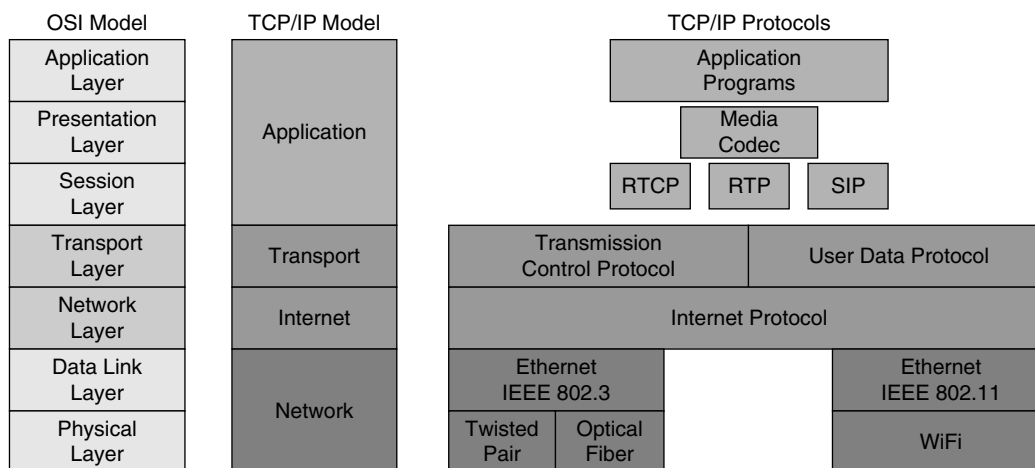 OSI Model
TCP/IP Model
TCP/IP Protocols
Application
Layer
Presentation
Layer
Session
Layer
Transport
Layer
Network
Layer
Data Link
Layer
Physical
Layer
Application
Transport
Internet
Network
Application
Programs
Media
Codec
RTCP
RTP
SIP
Transmission
Control Protocol
User Data Protocol
Internet Protocol
Ethernet
IEEE 802.3
Ethernet
IEEE 802.11
Twisted
Pair
Optical
Fiber
WiFi